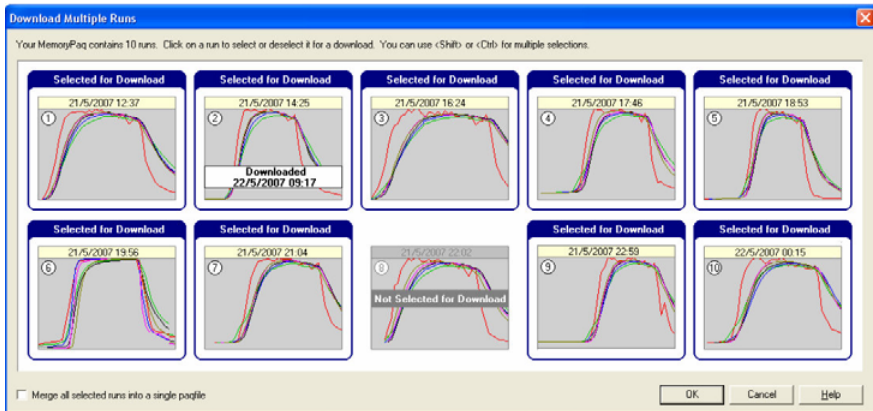 Download Multiple Runs
Your MemoryPaq contains 10 runs. Click on a run to select or deselect it for a download. You can use <Shift> or <Ctrl> for multiple selections.
Selected for Download
21/5/2007 12:37
1
Selected for Download
21/5/2007 14:25
2
Downloaded
22/5/2007 09:17
Selected for Download
21/5/2007 16:24
3
Selected for Download
21/5/2007 17:46
4
Selected for Download
21/5/2007 18:53
5
Selected for Download
21/5/2007 19:56
6
Selected for Download
21/5/2007 21:04
7
21/5/2007 22:02
8
Not Selected for Download
Selected for Download
21/5/2007 22:59
9
Selected for Download
22/5/2007 00:15
10
Merge all selected runs into a single paqfile
OK
Cancel
Help